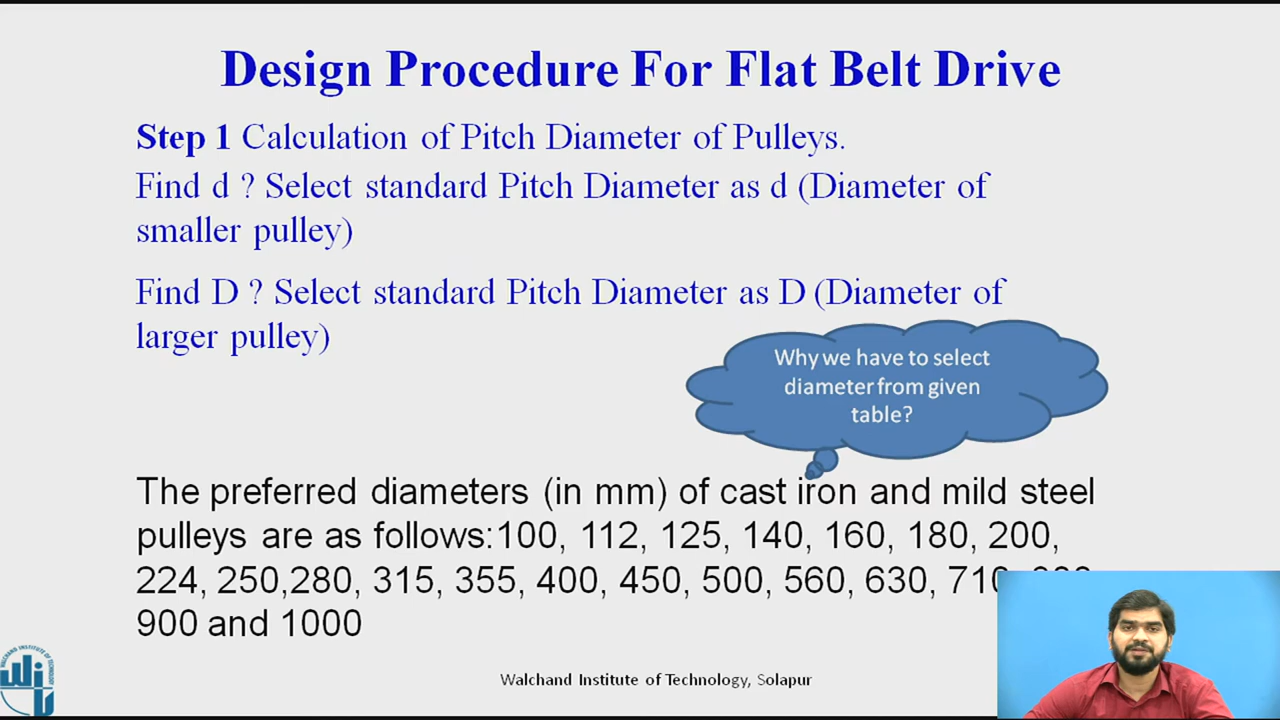 Design Procedure For Flat Belt Drive
Step 1 Calculation of Pitch Diameter of Pulleys.
Find d ? Select standard Pitch Diameter as d (Diameter of
smaller pulley)
Find D ? Select standard Pitch Diameter as D (Diameter of
larger pulley)
Why we have to select
diameter from given
table?
The preferred diameters (in mm) of cast iron and mild steel
pulleys are as follows:100, 112, 125, 140, 160, 180, 200,
224, 250,280, 315, 355, 400, 450, 500, 560, 630, 710,
900 and 1000
WALCHAND INSTITUTE OF TECHNOLOGY
Walchand Institute of Technology, Solapur